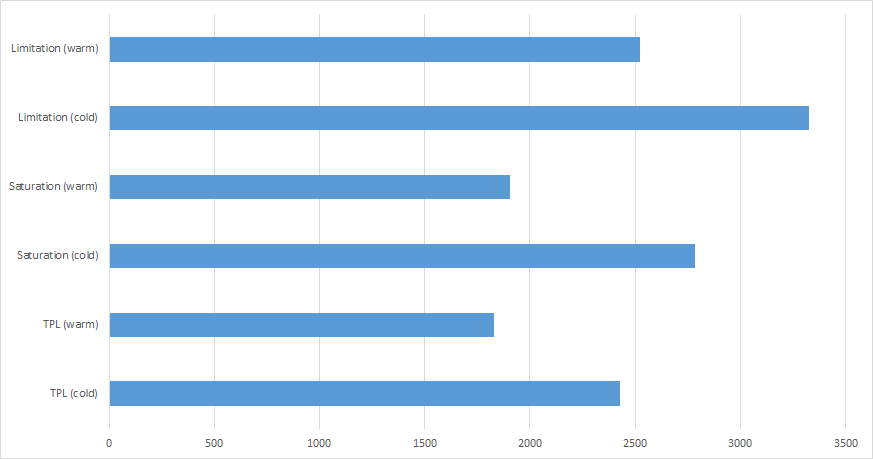 Limitation (warm)
Limitation (cold)
Saturation (warm)
Saturation (cold)
TPL (warm)
TPL (cold)
0 500 1000 1500 2000 2500 3000 3500